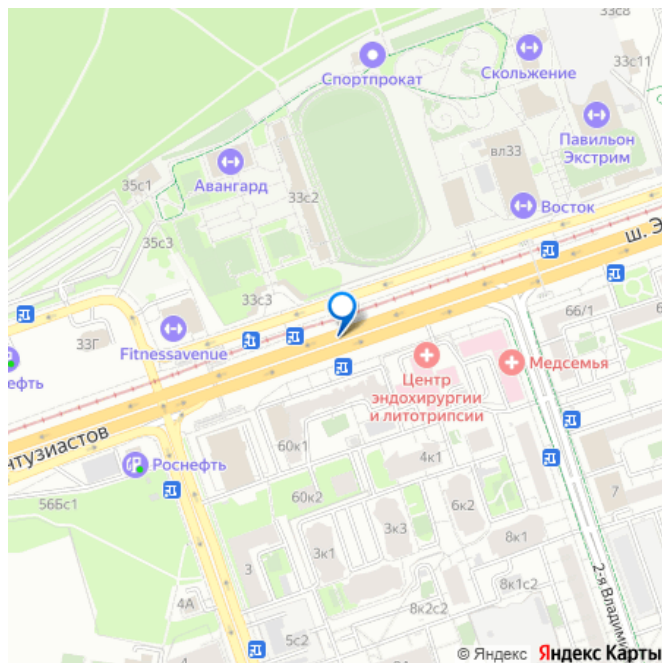 33с8
Скольжение
Спортпрокат
33с11
Павильон
Экстрим
вл33
35с1
Авангард
33с2
Восток
35с3
ш. Э
33с3
66/1
33Г
Fitnessavenue
ефть
Медсемья
Центр
эндохирургии
и литотрипсии
нтузиастов
60к1
Роснефть
4к1
56Бс1
60к2
6к2
7
3к3
3к1
8к1
3
8к1с2
4А
8к2с2
5с2
2-я Владими
© Яндекс Яндекс Карты